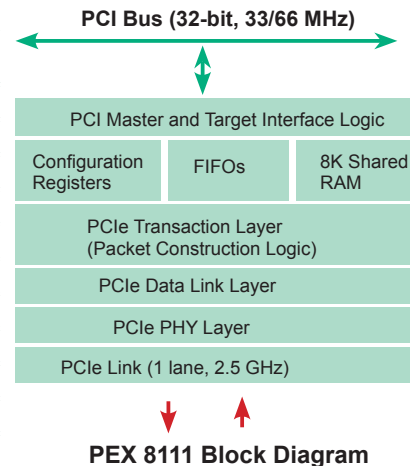 PCI Bus (32-bit, 33/66 MHz)
PCI Master and Target Interface Logic
Configuration
Registers
FIFOs
8K Shared
RAM
PCIe Transaction Layer
(Packet Construction Logic)
PCIe Data Link Layer
PCIe PHY Layer
PCIe Link (1 lane, 2.5 GHz)
PEX 8111 Block Diagram